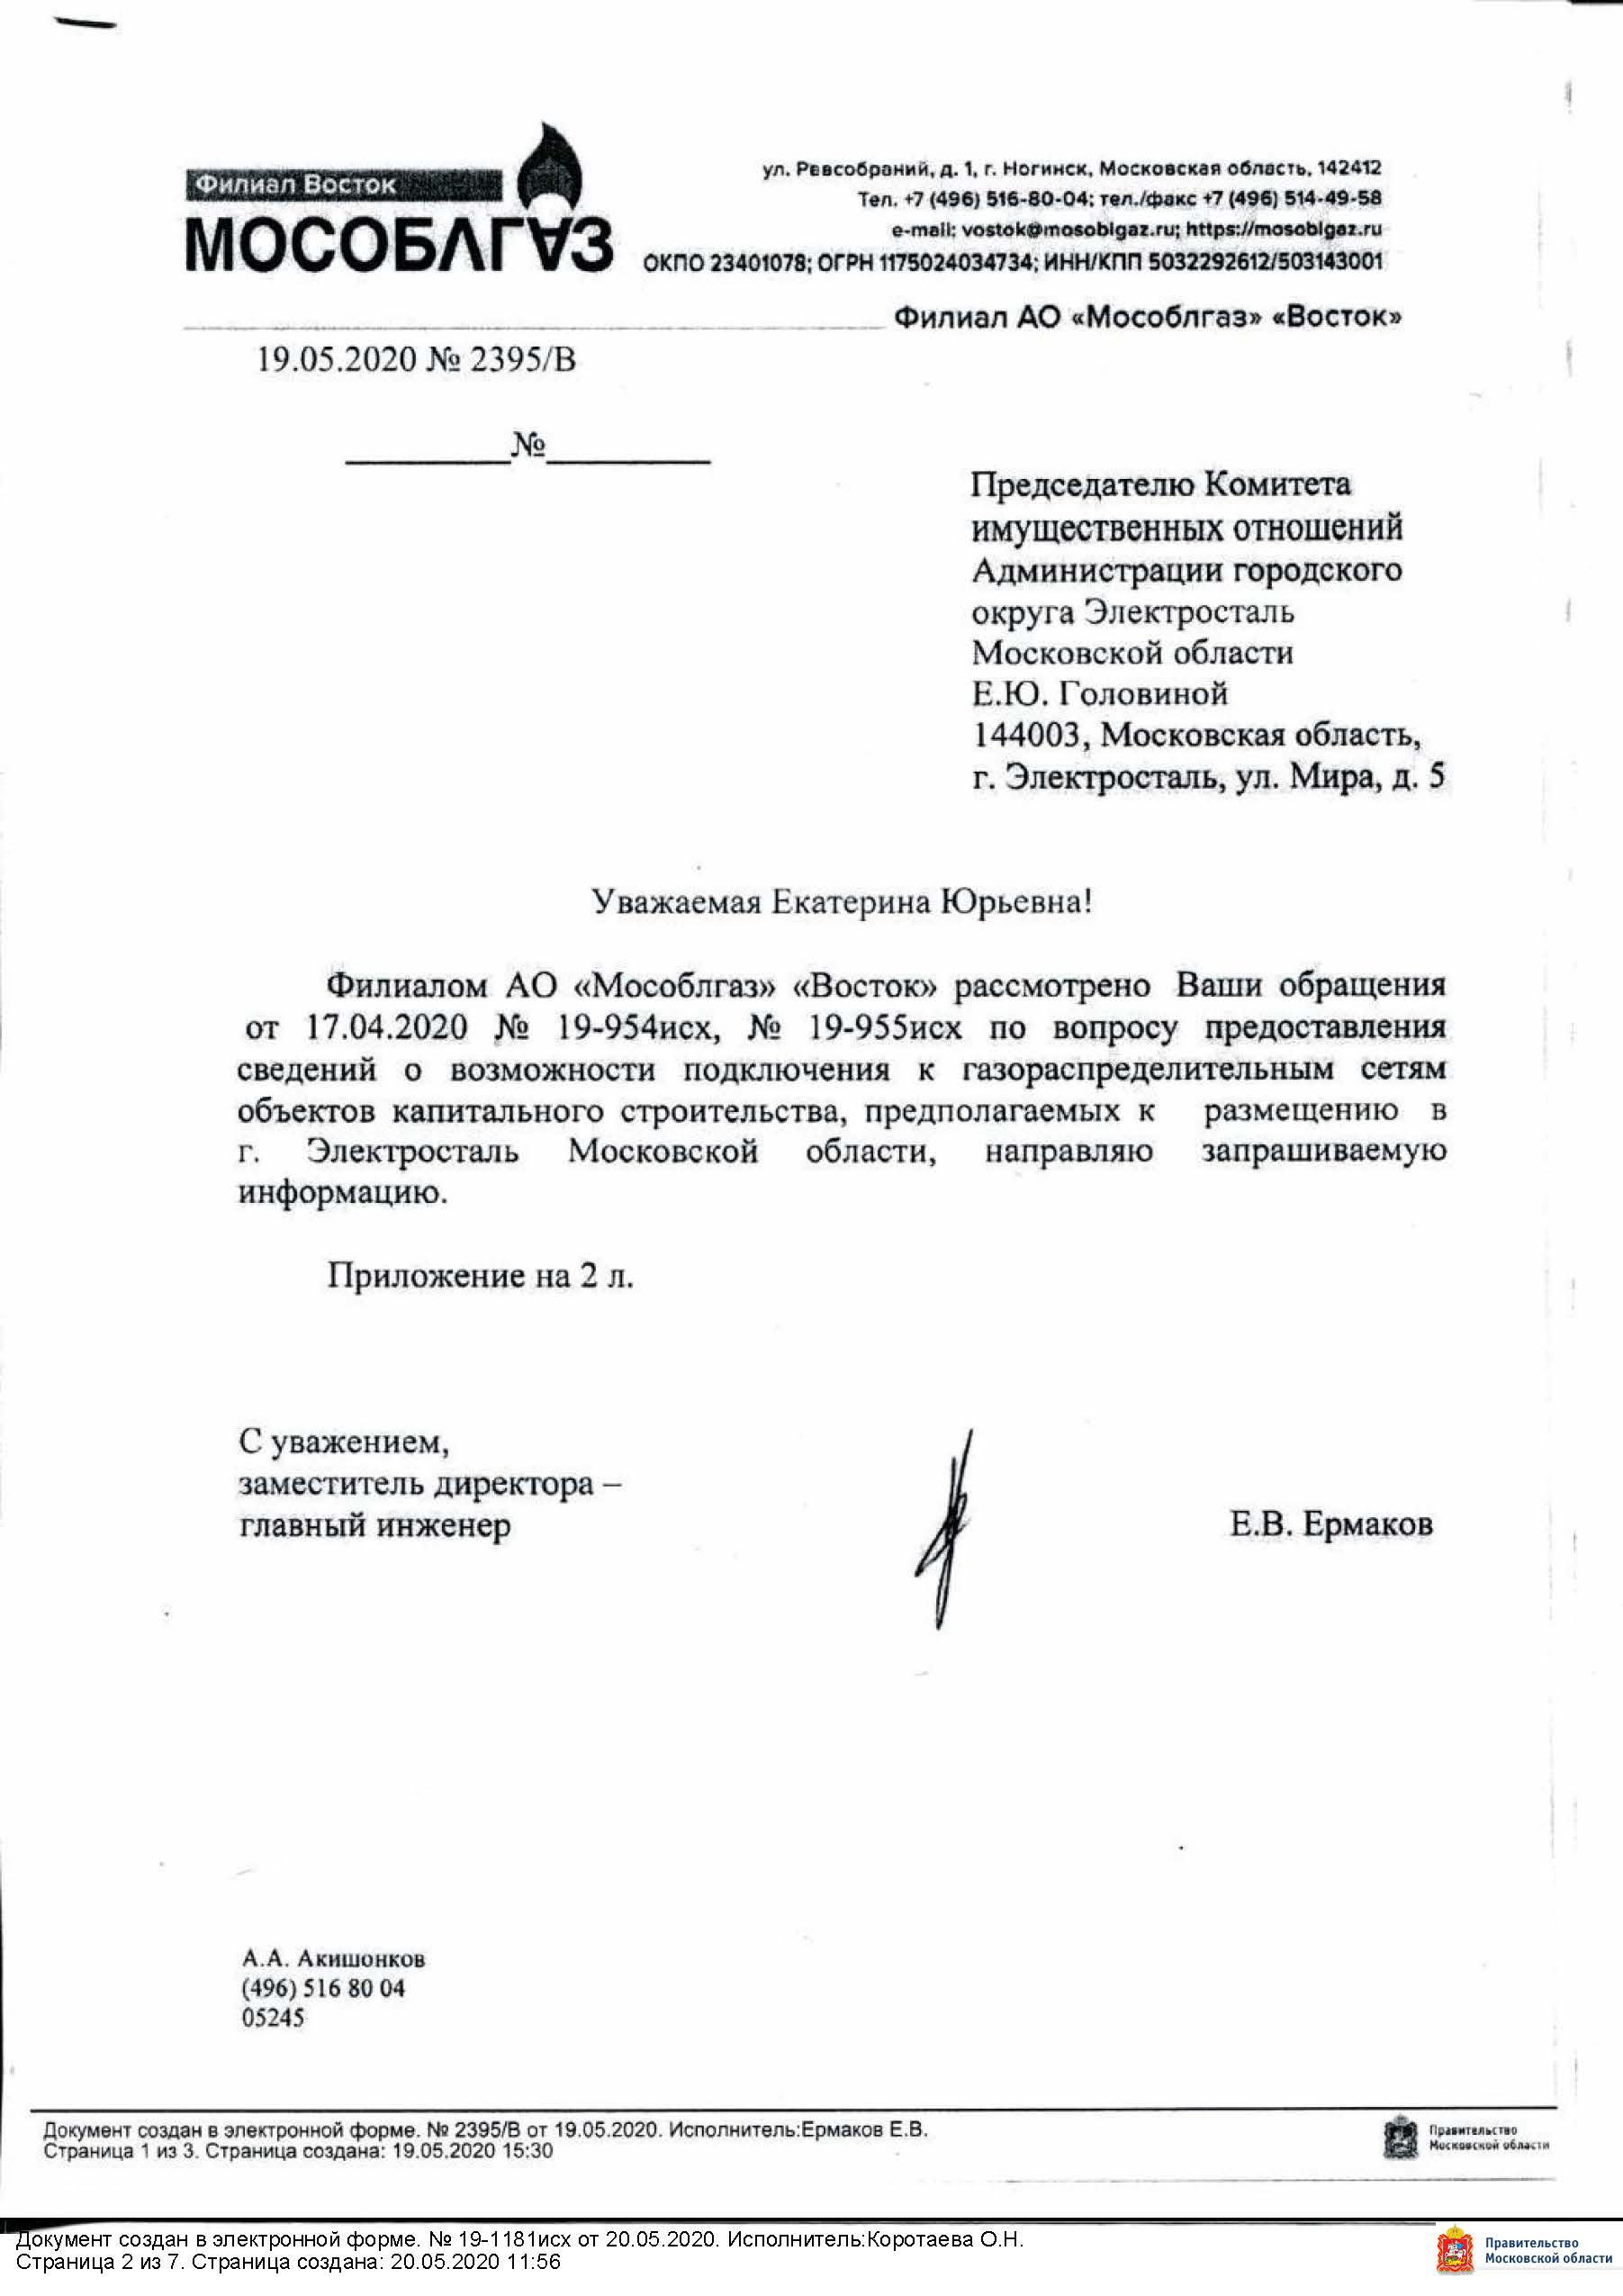 Филиал Восток
МОСОБЛГАЗ
ул. Ревсобраний, д. 1, г. Ногинск, Московская область, 142412
Тел. +7 (496) 516-80-04; тел./факс +7 (496) 514-49-58
e-mail: vostok@mosoblgaz.ru; https://mosoblgaz.ru
ОКПО 23401078; ОГРН 1175024034734; ИНН/КПП 5032292612/503143001
Филиал АО «Мособлгаз» «Восток»
19.05.2020 № 2395/В
№
Председателю Комитета
имущественных отношений
Администрации городского
округа Электросталь
Московской области
Е.Ю. Головиной
144003, Московская область,
г. Электросталь, ул. Мира, д. 5
Уважаемая Екатерина Юрьевна!
Филиалом АО «Мособлгаз» «Восток» рассмотрено Ваши обращения
от 17.04.2020 № 19-954исх, № 19-955исх по вопросу предоставления
сведений о возможности подключения к газораспределительным сетям
объектов капитального строительства, предполагаемых к размещению в
г. Электросталь Московской области, направляю запрашиваемую
информацию.
Приложение на 2 л.
С уважением,
заместитель директора –
главный инженер
Е.В. Ермаков
А.А. Акишонков
(496) 516 80 04
05245
Документ создан в электронной форме. № 2395/В от 19.05.2020. Исполнитель:Ермаков Е.В.
Страница 1 из 3. Страница создана: 19.05.2020 15:30
Правительство
Московской области
Документ создан в электронной форме. № 19-1181исх от 20.05.2020. Исполнитель:Коротаева О.Н.
Страница 2 из 7. Страница создана: 20.05.2020 11:56
Правительство
Московской области